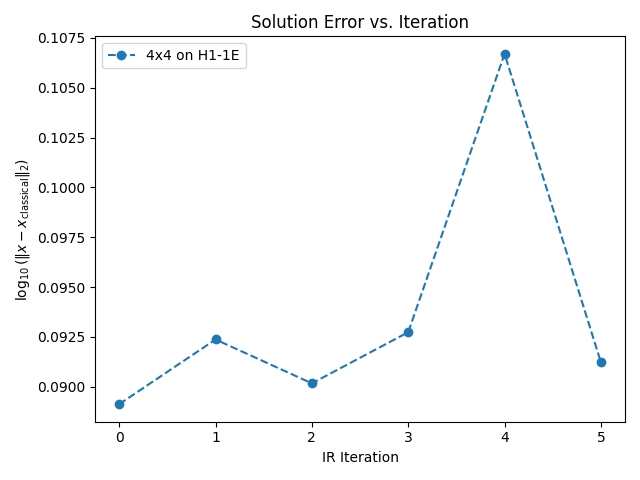 Solution Error vs. Iteration
4x4 on H1-1E
log₁₀(‖x − x_classical‖₂)
0.1075
0.1050
0.1025
0.1000
0.0975
0.0950
0.0925
0.0900
0 1 2 3 4 5
IR Iteration